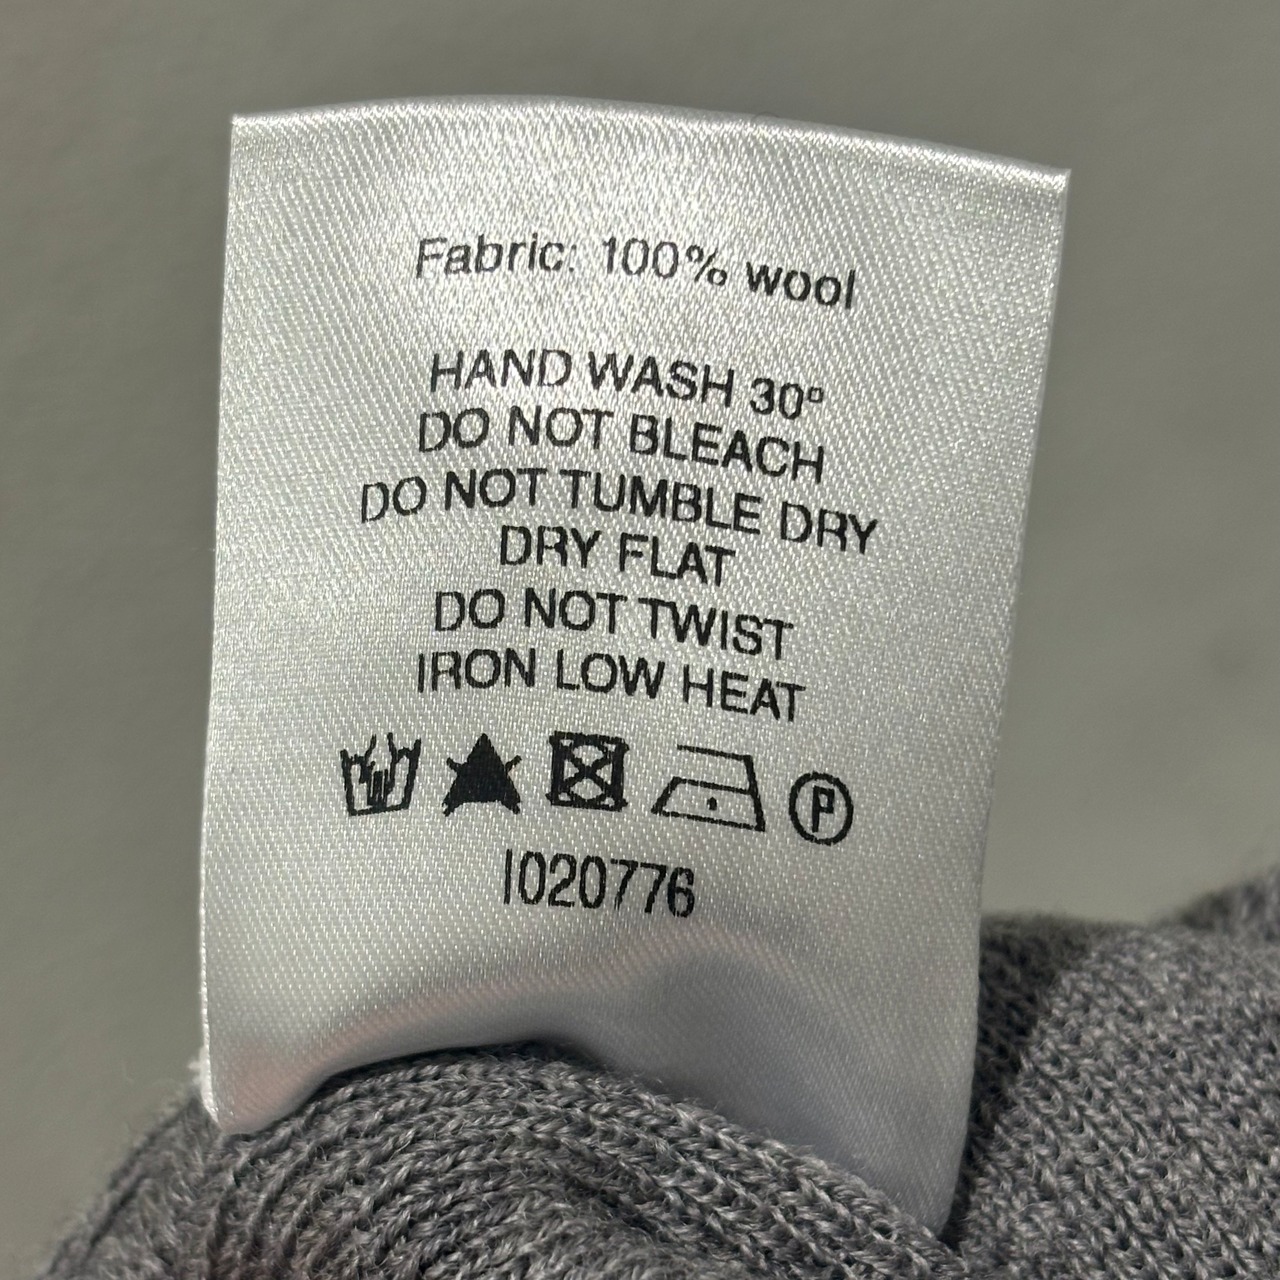 Fabric: 100% wool
HAND WASH 30°
DO NOT BLEACH
DO NOT TUMBLE DRY
DRY FLAT
DO NOT TWIST
IRON LOW HEAT
P
I020776